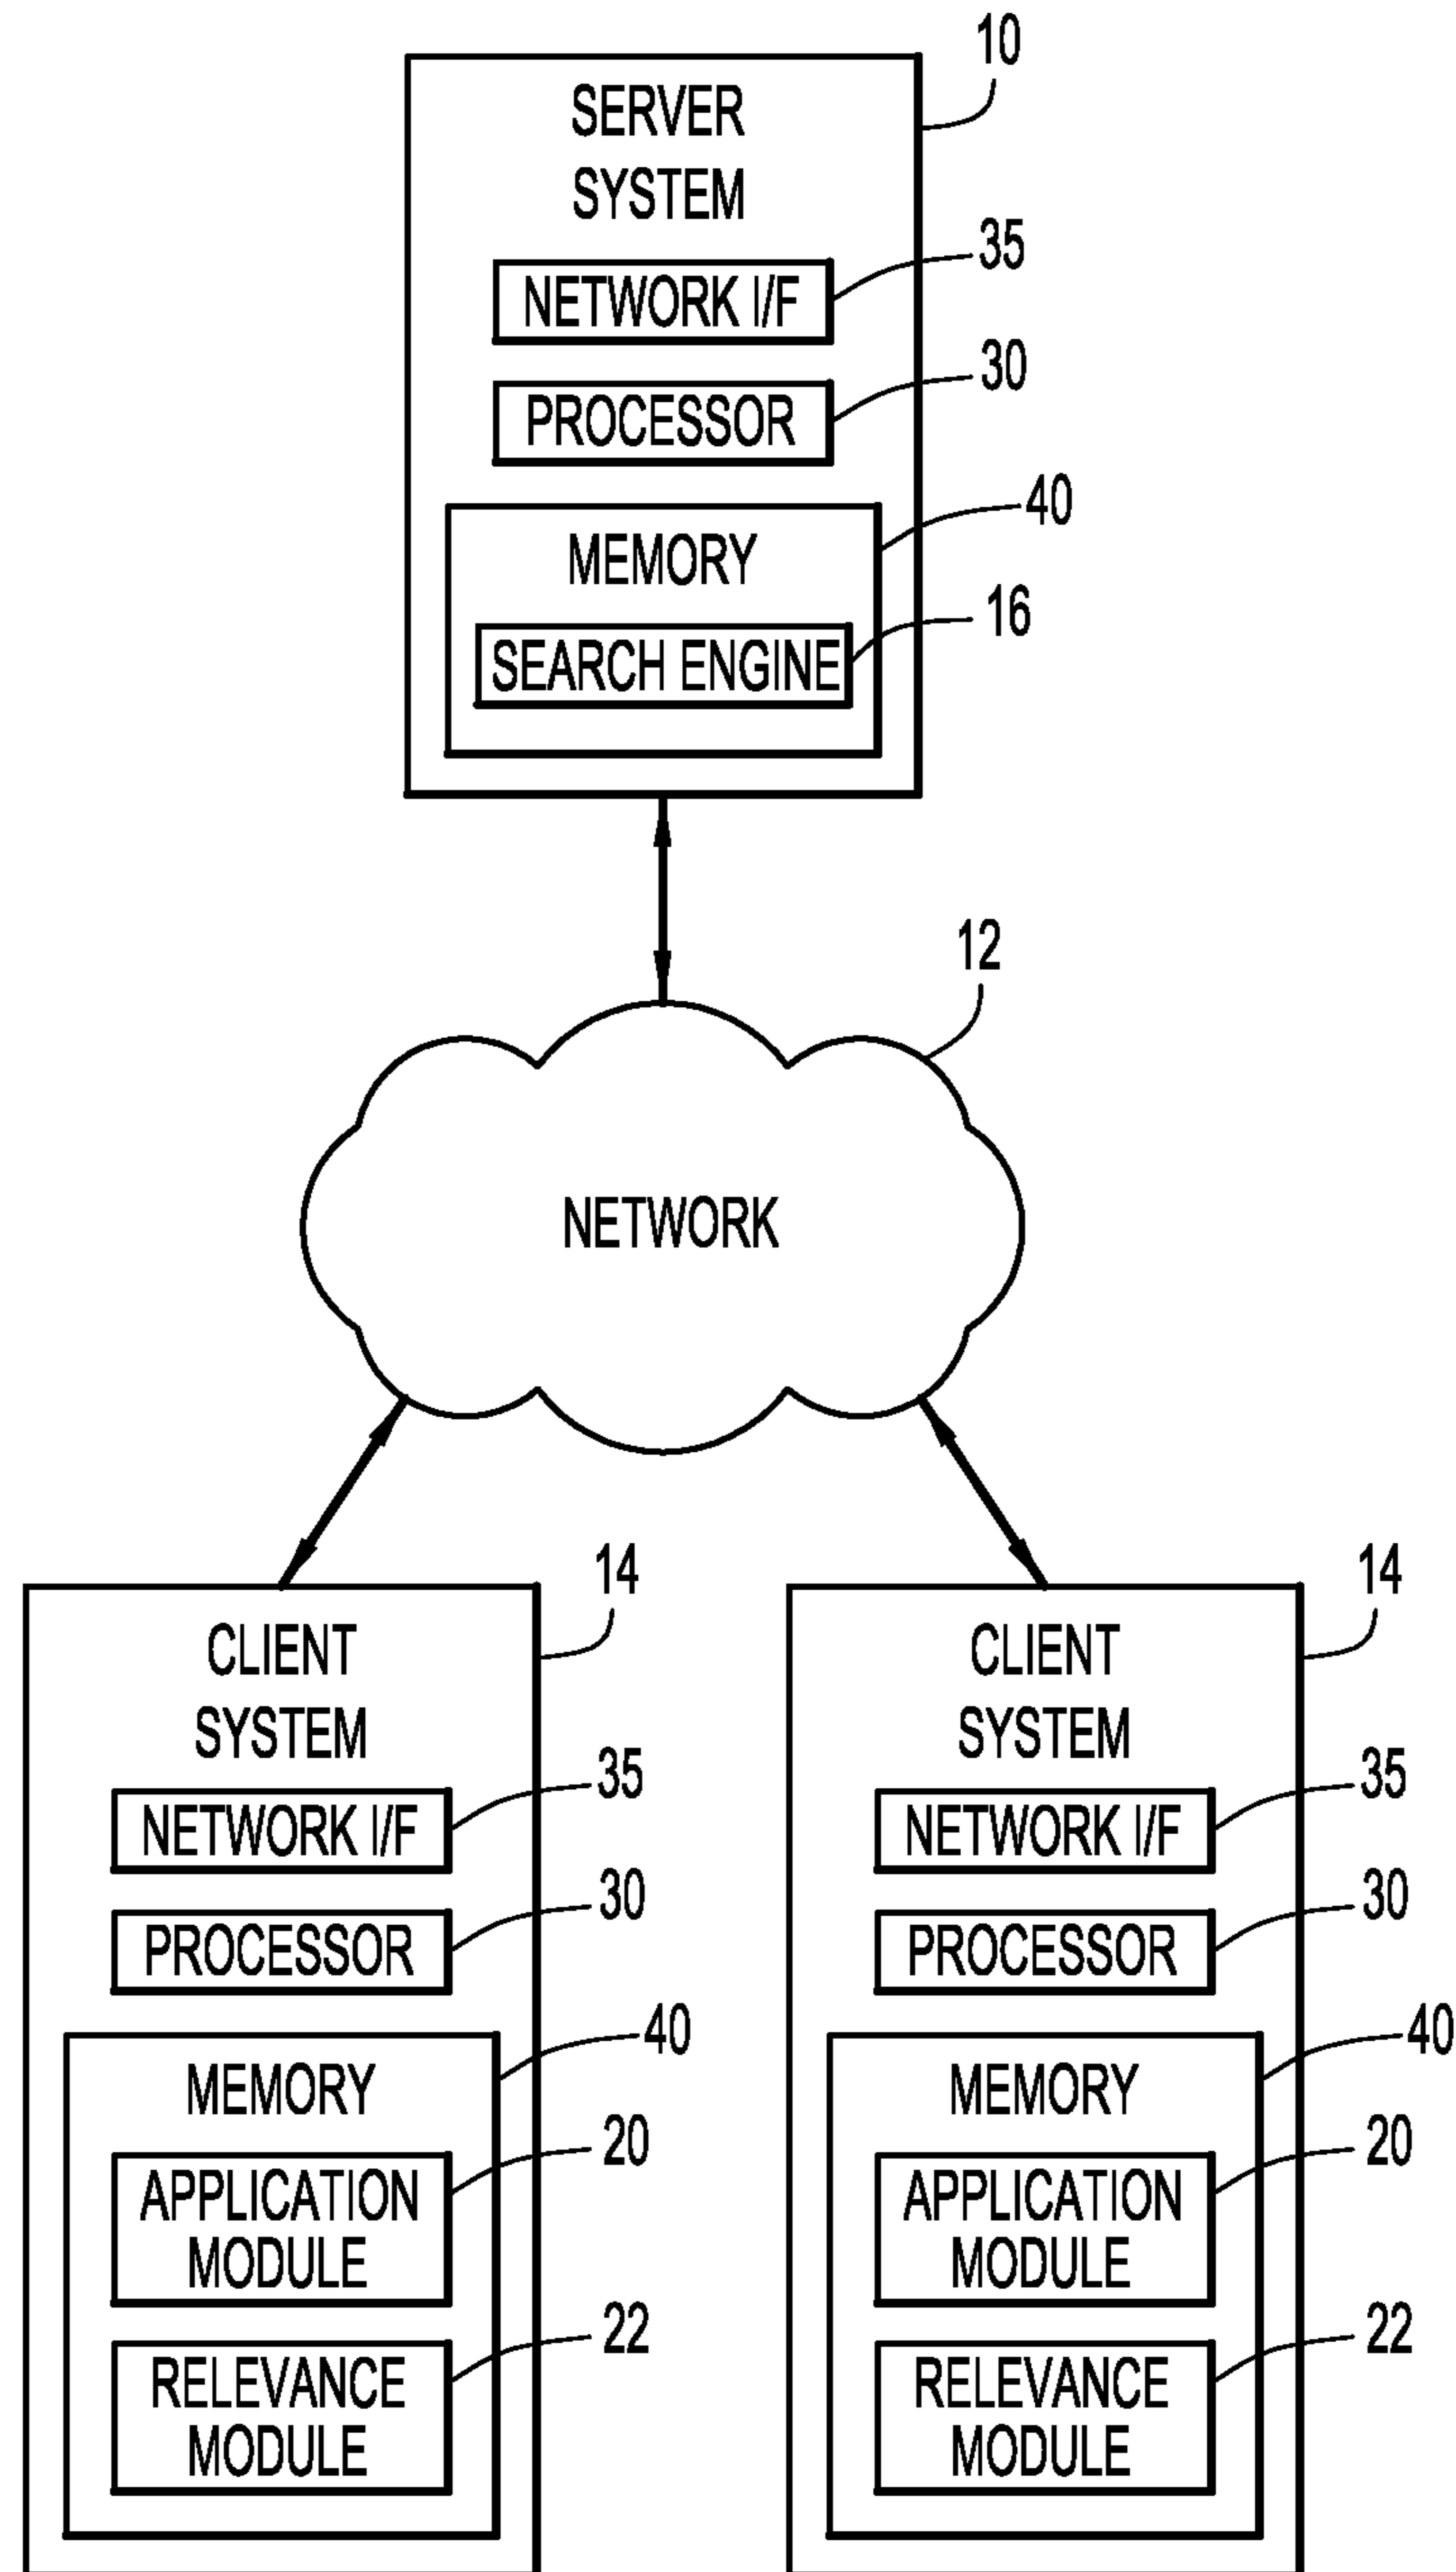 10
SERVER
SYSTEM
35
NETWORK I/F
30
PROCESSOR
40
MEMORY
16
SEARCH ENGINE
12
NETWORK
14
CLIENT
SYSTEM
35
NETWORK I/F
30
PROCESSOR
40
MEMORY
20
APPLICATION
MODULE
22
RELEVANCE
MODULE
14
CLIENT
SYSTEM
35
NETWORK I/F
30
PROCESSOR
40
MEMORY
20
APPLICATION
MODULE
22
RELEVANCE
MODULE